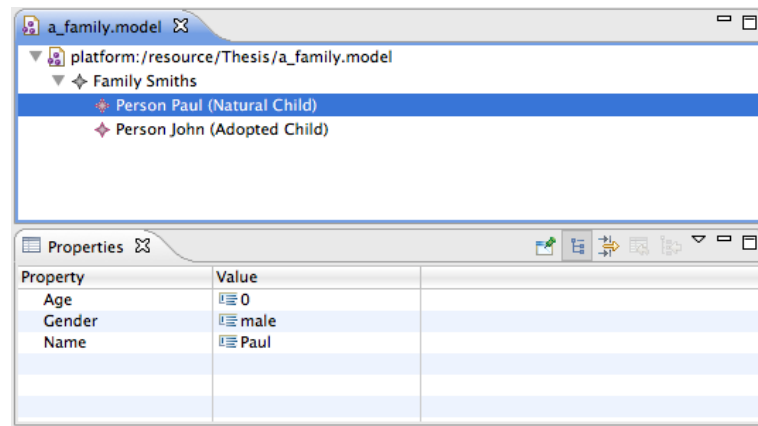 a_family.model
platform:/resource/Thesis/a_family.model
Family Smiths
Person Paul (Natural Child)
Person John (Adopted Child)
Properties
Property Value
Age 0
Gender male
Name Paul